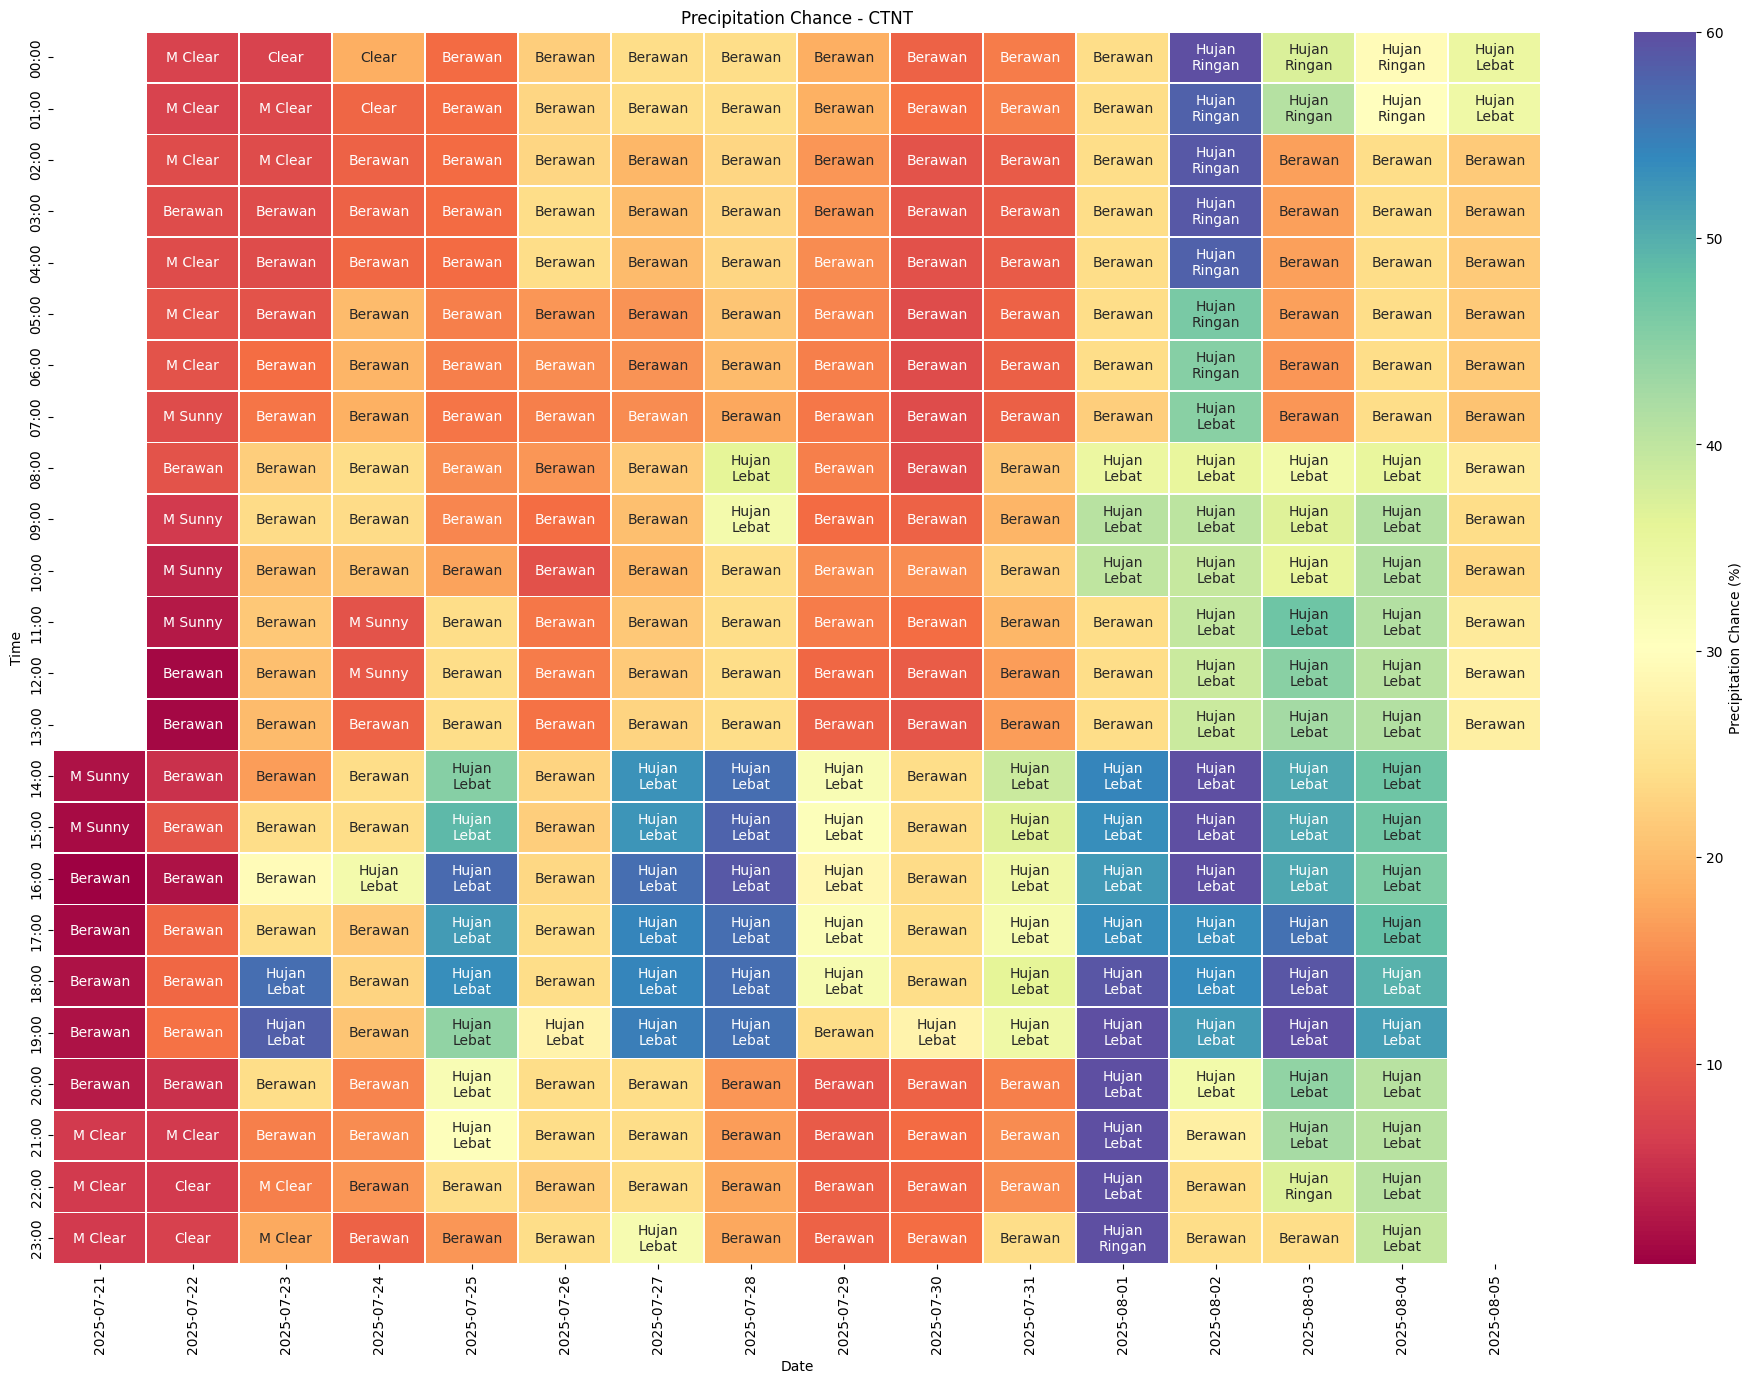 Precipitation Chance - CTNT
00:00 M Clear Clear Clear Berawan Berawan Berawan Berawan Berawan Berawan Berawan Berawan Hujan Ringan Hujan Ringan Hujan Ringan Hujan Lebat
01:00 M Clear M Clear Clear Berawan Berawan Berawan Berawan Berawan Berawan Berawan Berawan Hujan Ringan Hujan Ringan Hujan Ringan Hujan Lebat
02:00 M Clear M Clear Berawan Berawan Berawan Berawan Berawan Berawan Berawan Berawan Berawan Hujan Ringan Berawan Berawan Berawan
03:00 Berawan Berawan Berawan Berawan Berawan Berawan Berawan Berawan Berawan Berawan Berawan Hujan Ringan Berawan Berawan Berawan
04:00 M Clear Berawan Berawan Berawan Berawan Berawan Berawan Berawan Berawan Berawan Berawan Hujan Ringan Berawan Berawan Berawan
05:00 M Clear Berawan Berawan Berawan Berawan Berawan Berawan Berawan Berawan Berawan Berawan Hujan Ringan Berawan Berawan Berawan
06:00 M Clear Berawan Berawan Berawan Berawan Berawan Berawan Berawan Berawan Berawan Berawan Hujan Ringan Berawan Berawan Berawan
07:00 M Sunny Berawan Berawan Berawan Berawan Berawan Berawan Berawan Berawan Berawan Berawan Hujan Lebat Berawan Berawan Berawan
08:00 Berawan Berawan Berawan Berawan Berawan Berawan Hujan Lebat Berawan Berawan Berawan Hujan Lebat Hujan Lebat Hujan Lebat Hujan Lebat Berawan
09:00 M Sunny Berawan Berawan Berawan Berawan Berawan Hujan Lebat Berawan Berawan Berawan Hujan Lebat Hujan Lebat Hujan Lebat Hujan Lebat Berawan
10:00 M Sunny Berawan Berawan Berawan Berawan Berawan Berawan Berawan Berawan Berawan Hujan Lebat Hujan Lebat Hujan Lebat Hujan Lebat Berawan
11:00 M Sunny Berawan M Sunny Berawan Berawan Berawan Berawan Berawan Berawan Berawan Berawan Hujan Lebat Hujan Lebat Hujan Lebat Berawan
12:00 Berawan Berawan M Sunny Berawan Berawan Berawan Berawan Berawan Berawan Berawan Berawan Hujan Lebat Hujan Lebat Hujan Lebat Berawan
13:00 Berawan Berawan Berawan Berawan Berawan Berawan Berawan Berawan Berawan Berawan Berawan Hujan Lebat Hujan Lebat Hujan Lebat Berawan
14:00 M Sunny Berawan Berawan Berawan Hujan Lebat Berawan Hujan Lebat Hujan Lebat Hujan Lebat Berawan Hujan Lebat Hujan Lebat Hujan Lebat Hujan Lebat Hujan Lebat
15:00 M Sunny Berawan Berawan Berawan Hujan Lebat Berawan Hujan Lebat Hujan Lebat Hujan Lebat Berawan Hujan Lebat Hujan Lebat Hujan Lebat Hujan Lebat Hujan Lebat
16:00 Berawan Berawan Berawan Hujan Lebat Hujan Lebat Berawan Hujan Lebat Hujan Lebat Hujan Lebat Berawan Hujan Lebat Hujan Lebat Hujan Lebat Hujan Lebat Hujan Lebat
17:00 Berawan Berawan Berawan Berawan Hujan Lebat Berawan Hujan Lebat Hujan Lebat Hujan Lebat Berawan Hujan Lebat Hujan Lebat Hujan Lebat Hujan Lebat Hujan Lebat
18:00 Berawan Berawan Hujan Lebat Berawan Hujan Lebat Berawan Hujan Lebat Hujan Lebat Hujan Lebat Berawan Hujan Lebat Hujan Lebat Hujan Lebat Hujan Lebat Hujan Lebat
19:00 Berawan Berawan Hujan Lebat Berawan Hujan Lebat Hujan Lebat Hujan Lebat Hujan Lebat Berawan Hujan Lebat Hujan Lebat Hujan Lebat Hujan Lebat Hujan Lebat Hujan Lebat
20:00 Berawan Berawan Berawan Berawan Hujan Lebat Berawan Berawan Berawan Berawan Berawan Berawan Hujan Lebat Hujan Lebat Hujan Lebat Hujan Lebat
21:00 M Clear M Clear Berawan Berawan Hujan Lebat Berawan Berawan Berawan Berawan Berawan Berawan Hujan Lebat Berawan Hujan Lebat Hujan Lebat
22:00 M Clear Clear M Clear Berawan Berawan Berawan Berawan Berawan Berawan Berawan Berawan Hujan Lebat Berawan Hujan Ringan Hujan Lebat
23:00 M Clear Clear M Clear Berawan Berawan Berawan Hujan Lebat Berawan Berawan Berawan Berawan Hujan Ringan Berawan Berawan Hujan Lebat
Time
2025-07-21 2025-07-22 2025-07-23 2025-07-24 2025-07-25 2025-07-26 2025-07-27 2025-07-28 2025-07-29 2025-07-30 2025-07-31 2025-08-01 2025-08-02 2025-08-03 2025-08-04 2025-08-05
Date
60
50
40
30
20
10
Precipitation Chance (%)